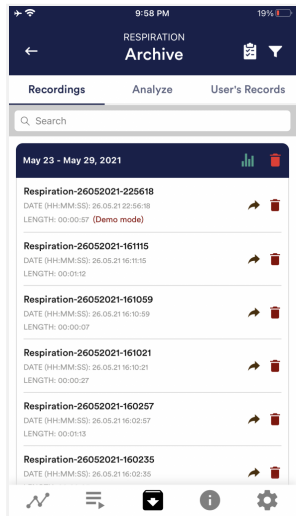 9:58 PM
19%
RESPIRATION
Archive
Recordings
Analyze
User's Records
Search
May 23 - May 29, 2021
Respiration-26052021-225618
DATE (HH:MM:SS): 26.05.21 22:56:18
LENGTH: 00:00:57 (Demo mode)
Respiration-26052021-161115
DATE (HH:MM:SS): 26.05.21 16:11:15
LENGTH: 00:01:12
Respiration-26052021-161059
DATE (HH:MM:SS): 26.05.21 16:10:59
LENGTH: 00:00:07
Respiration-26052021-161021
DATE (HH:MM:SS): 26.05.21 16:10:21
LENGTH: 00:00:27
Respiration-26052021-160257
DATE (HH:MM:SS): 26.05.21 16:02:57
LENGTH: 00:01:13
Respiration-26052021-160235
DATE (HH:MM:SS): 26.05.21 16:02:35